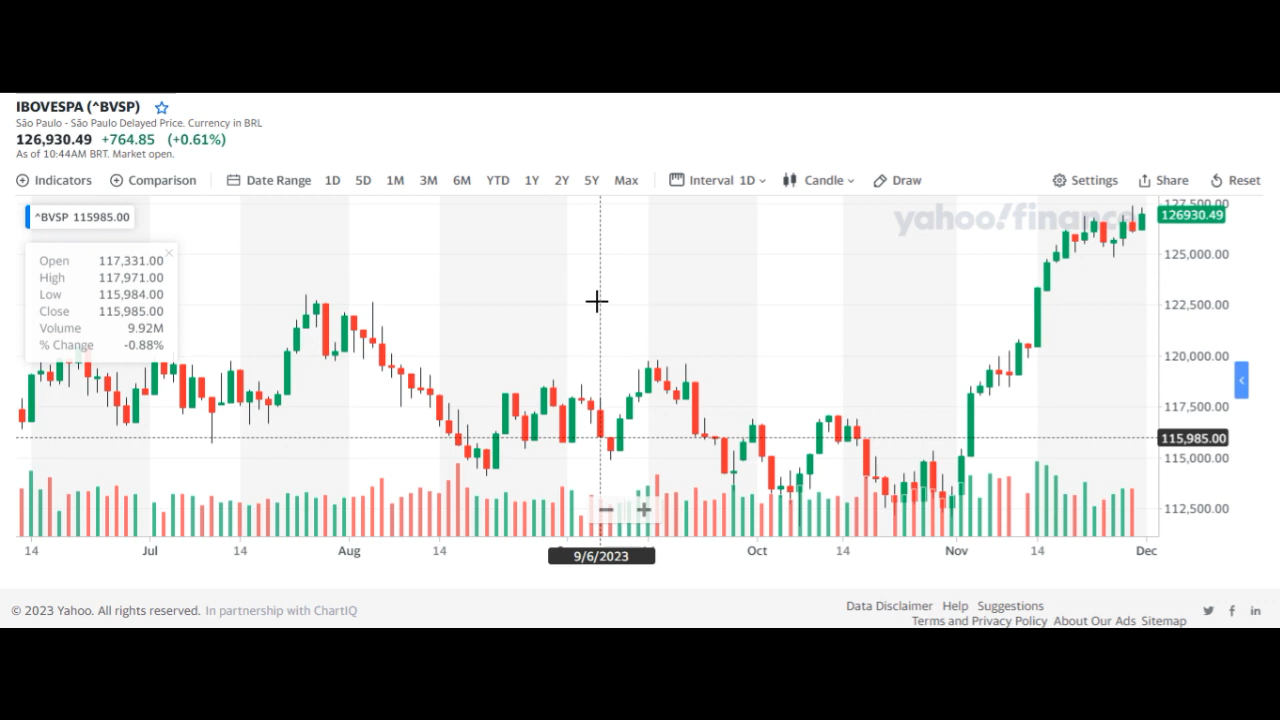 IBOVESPA (^BVSP)
São Paulo - São Paulo Delayed Price. Currency in BRL
126,930.49 +764.85 (+0.61%)
As of 10:44AM BRT. Market open.
Indicators Comparison Date Range 1D 5D 1M 3M 6M YTD 1Y 2Y 5Y Max Interval 1D Candle Draw Settings Share Reset
^BVSP 115985.00
yahoo!finance
127,500.00
126930.49
Open 117,331.00
High 117,971.00
Low 115,984.00
Close 115,985.00
Volume 9.92M
% Change -0.88%
125,000.00
122,500.00
120,000.00
117,500.00
115,985.00
115,000.00
112,500.00
14 Jul 14 Aug 14 Oct 14 Nov 14 Dec
9/6/2023
© 2023 Yahoo. All rights reserved. In partnership with ChartIQ
Data Disclaimer Help Suggestions
Terms and Privacy Policy About Our Ads Sitemap